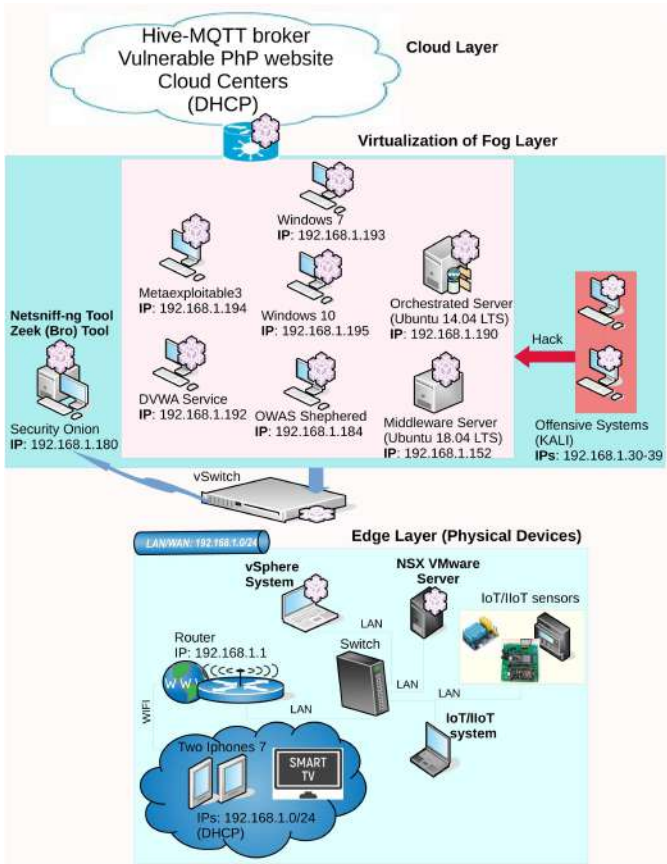 Hive-MQTT broker
Vulnerable PhP website
Cloud Centers
(DHCP)
Cloud Layer
Virtualization of Fog Layer
Windows 7
IP: 192.168.1.193
Metaexploitable3
IP: 192.168.1.194
Windows 10
IP: 192.168.1.195
Orchestrated Server
(Ubuntu 14.04 LTS)
IP: 192.168.1.190
Netsniff-ng Tool
Zeek (Bro) Tool
Security Onion
IP: 192.168.1.180
DVWA Service
IP: 192.168.1.192
OWAS Shephered
IP: 192.168.1.184
Middleware Server
(Ubuntu 18.04 LTS)
IP: 192.168.1.152
Hack
Offensive Systems
(KALI)
IPs: 192.168.1.30-39
vSwitch
LAN/WAN: 192.168.1.0/24
Edge Layer (Physical Devices)
vSphere
System
NSX VMware
Server
IoT/IIoT sensors
LAN
Router
IP: 192.168.1.1
Switch
WW
LAN
LAN
LAN
WIFI
IoT/IIoT
system
Two Iphones 7
SMART
TV
IPs: 192.168.1.0/24
(DHCP)